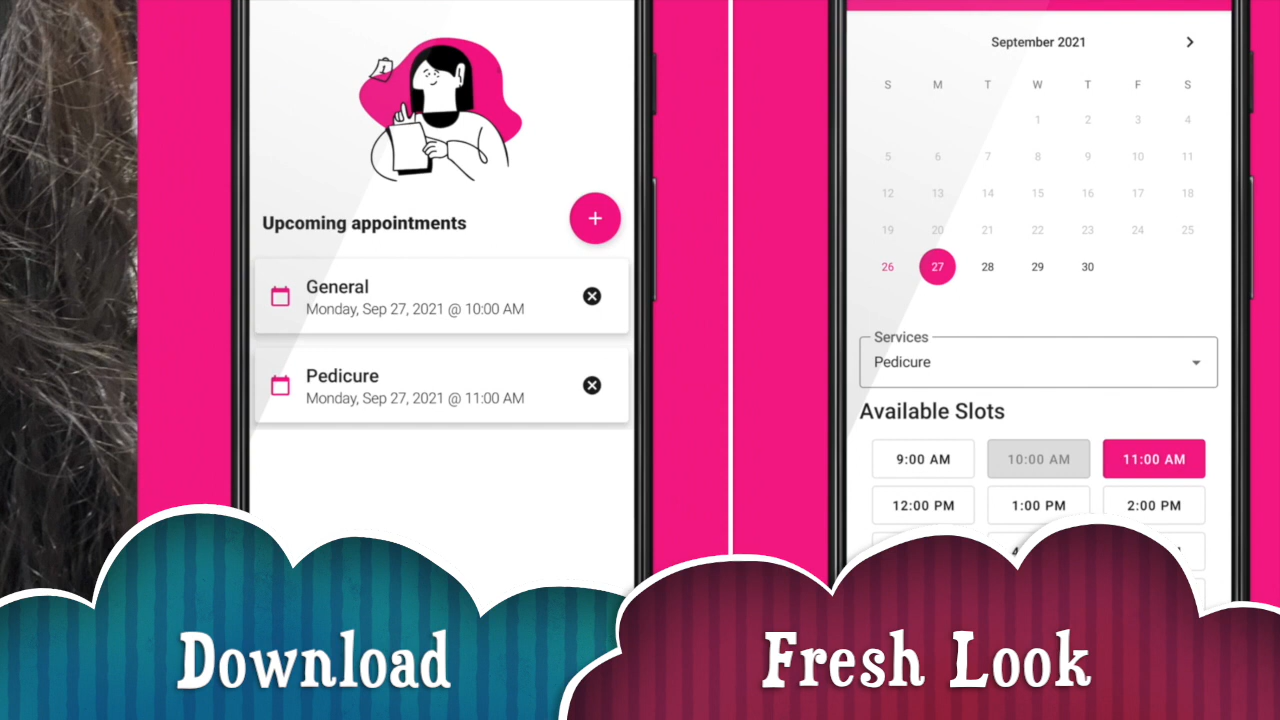 Upcoming appointments
+
General
Monday, Sep 27, 2021 @ 10:00 AM
Pedicure
Monday, Sep 27, 2021 @ 11:00 AM
Download
September 2021
S M T W T F S
1 2 3 4
5 6 7 8 9 10 11
12 13 14 15 16 17 18
19 20 21 22 23 24 25
26 27 28 29 30
Services
Pedicure
Available Slots
9:00 AM 10:00 AM 11:00 AM
12:00 PM 1:00 PM 2:00 PM
Fresh Look